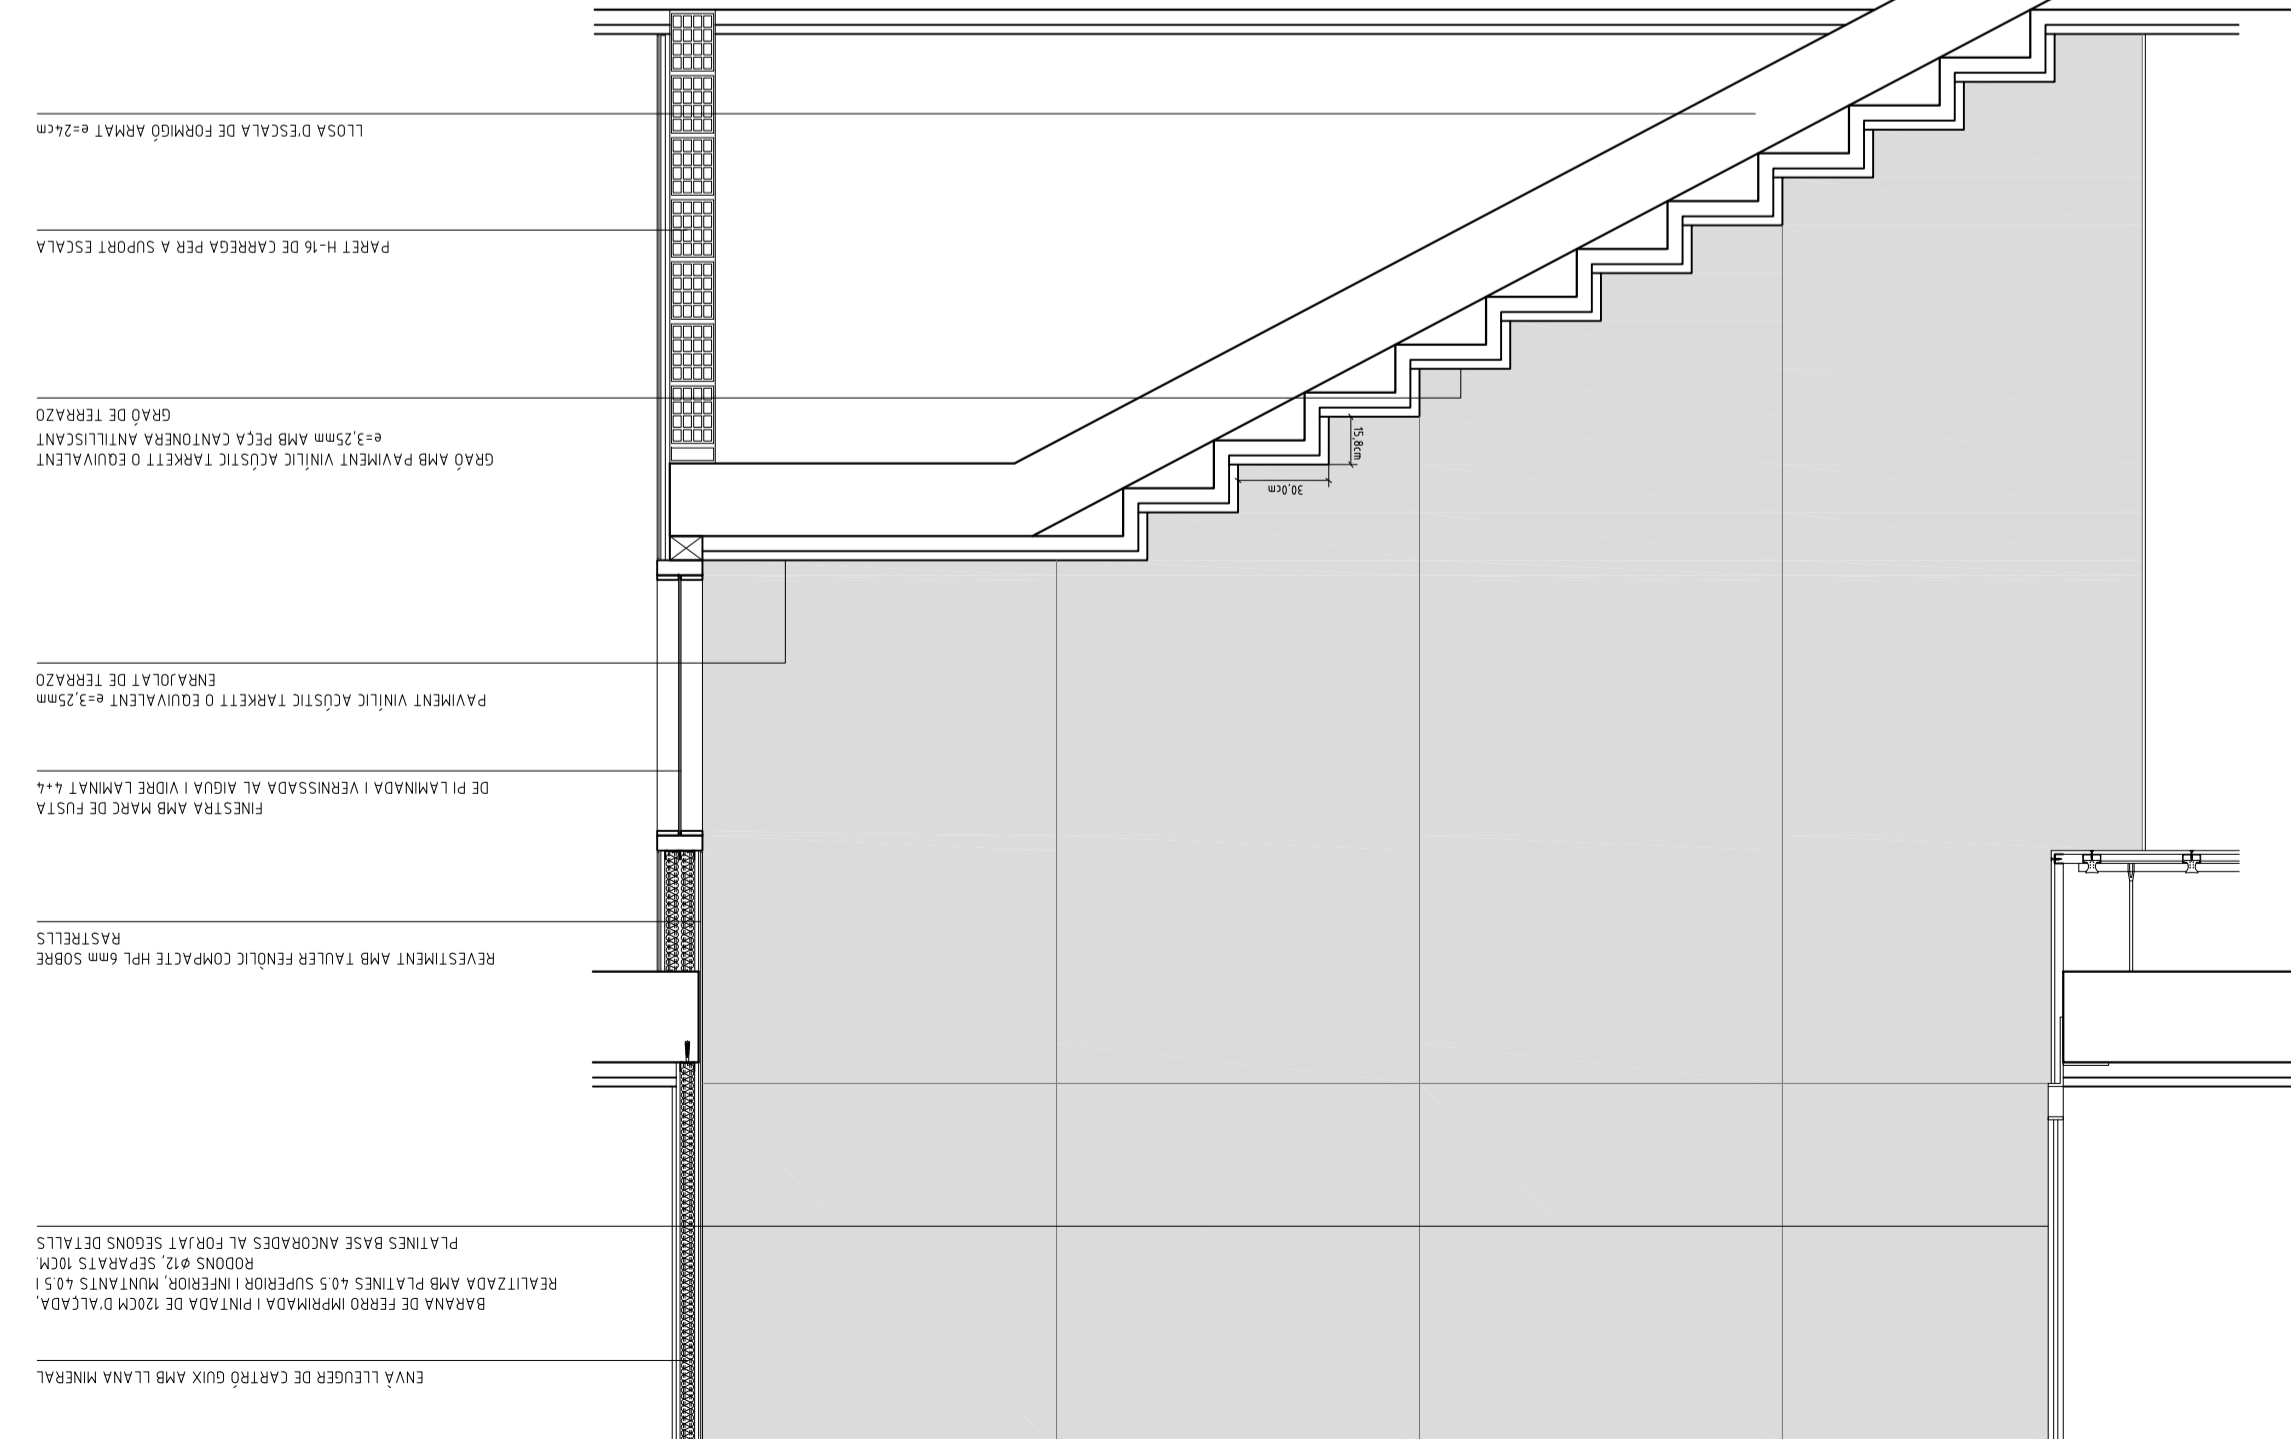 ENVÀ LLEUGER DE CARTRÓ GUIX AMB LLANA MINERAL
BARANA DE FERRO IMPRIMADA I PINTADA DE 120CM D'ALÇADA,
REALITZADA AMB PLATINES 40.5 SUPERIOR I INFERIOR, MUNTANTS 40.5 I
RODONS ø12, SEPARATS 10CM.
PLATINES BASE ANCORADES AL FORJAT SEGONS DETALLS
REVESTIMENT AMB TAULER FENÒLIC COMPACTE HPL 6mm SOBRE
RASTRELLS
FINESTRA AMB MARC DE FUSTA
DE PI LAMINADA I VERNISSADA AL AIGUA I VIDRE LAMINAT 4+4
PAVIMENT VINÍLIC ACÚSTIC TARKETT O EQUIVALENT e=3,25mm
ENRAJOLAT DE TERRAZO
30,0cm
15,8cm
GRAÓ AMB PAVIMENT VINÍLIC ACÚSTIC TARKETT O EQUIVALENT
e=3,25mm AMB PEÇA CANTONERA ANTILLISCANT
GRAÓ DE TERRAZO
PARET H-16 DE CARREGA PER A SUPORT ESCALA
LLOSA D'ESCALA DE FORMIGÓ ARMAT e=24cm